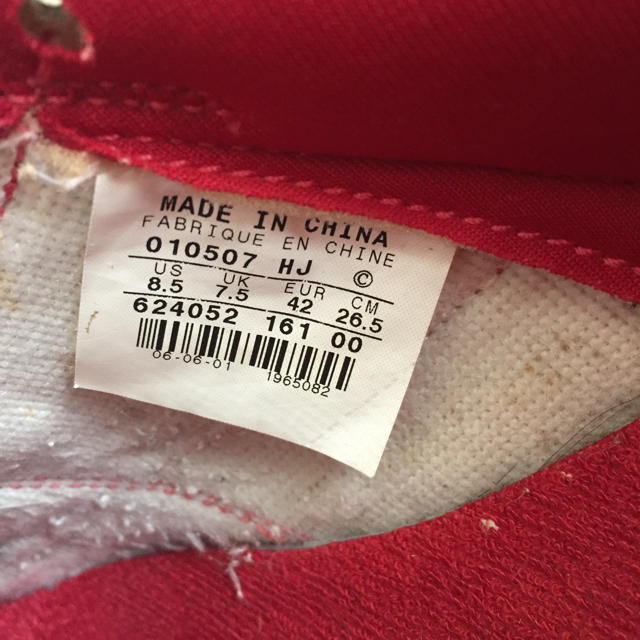 MADE IN CHINA
FABRIQUE EN CHINE
010507 HJ ©
US UK EUR CM
8.5 7.5 42 26.5
624052 161 00
06-06-01 1965082